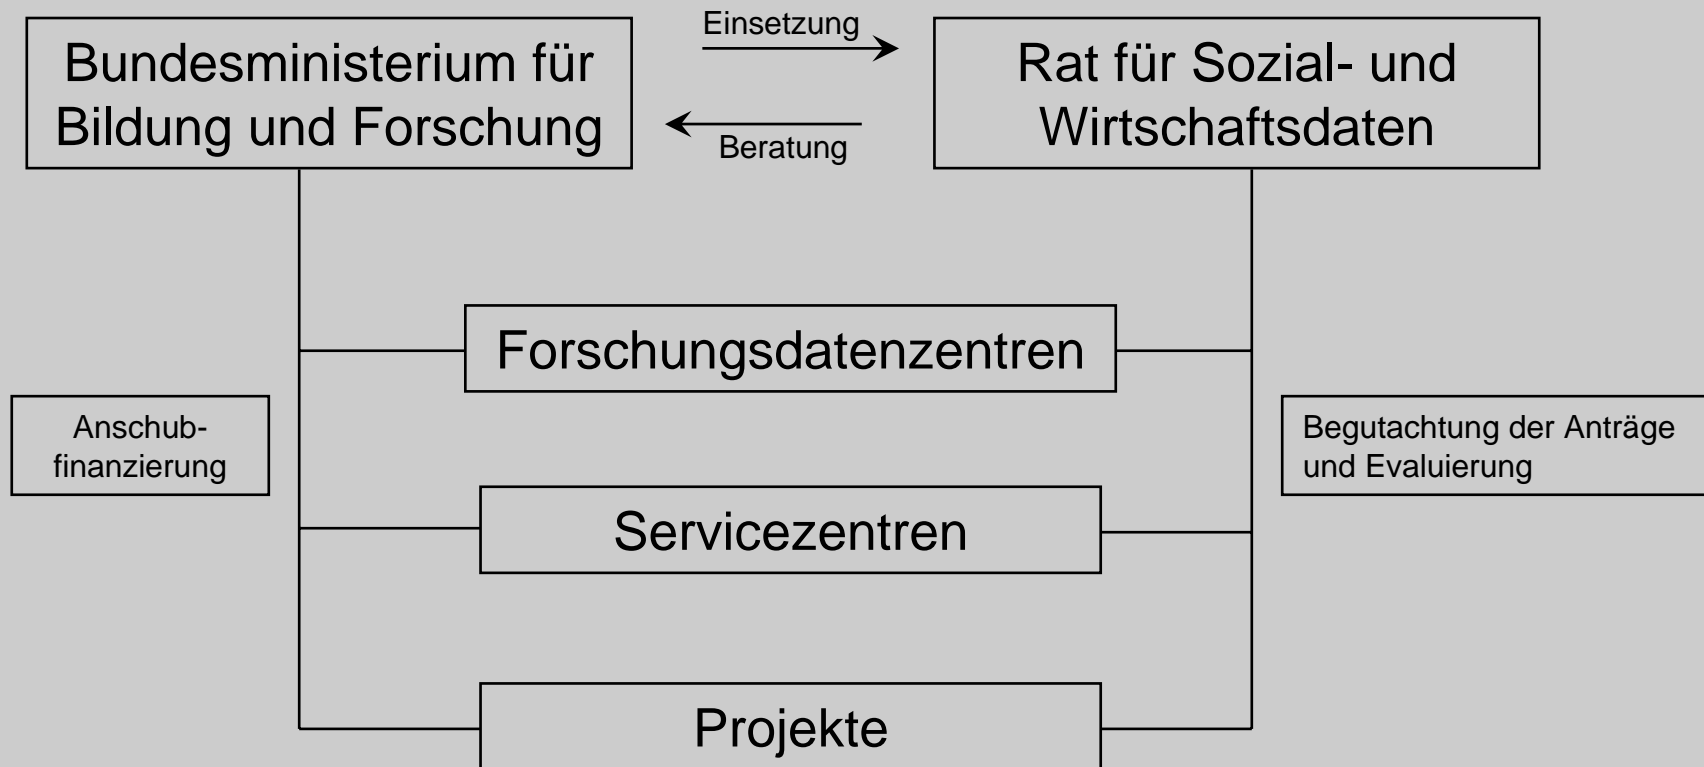 Bundesministerium für
Bildung und Forschung
Einsetzung
Beratung
Rat für Sozial- und
Wirtschaftsdaten
Forschungsdatenzentren
Anschub-
finanzierung
Begutachtung der Anträge
und Evaluierung
Servicezentren
Projekte